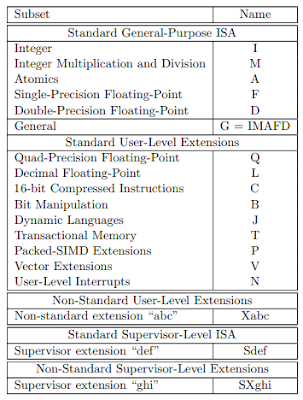 Subset Name
Standard General-Purpose ISA
Integer I
Integer Multiplication and Division M
Atomics A
Single-Precision Floating-Point F
Double-Precision Floating-Point D
General G = IMAFD
Standard User-Level Extensions
Quad-Precision Floating-Point Q
Decimal Floating-Point L
16-bit Compressed Instructions C
Bit Manipulation B
Dynamic Languages J
Transactional Memory T
Packed-SIMD Extensions P
Vector Extensions V
User-Level Interrupts N
Non-Standard User-Level Extensions
Non-standard extension “abc” Xabc
Standard Supervisor-Level ISA
Supervisor extension “def” Sdef
Non-Standard Supervisor-Level Extensions
Supervisor extension “ghi” SXghi